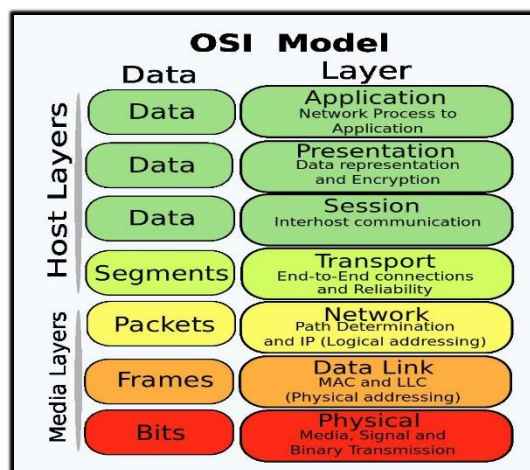 OSI Model
Data
Layer
Host Layers
Data
Application
Network Process to
Application
Data
Presentation
Data representation
and Encryption
Data
Session
Interhost communication
Segments
Transport
End-to-End connections
and Reliability
Media Layers
Packets
Network
Path Determination
and IP (Logical addressing)
Frames
Data Link
MAC and LLC
(Physical addressing)
Bits
Physical
Media, Signal and
Binary Transmission